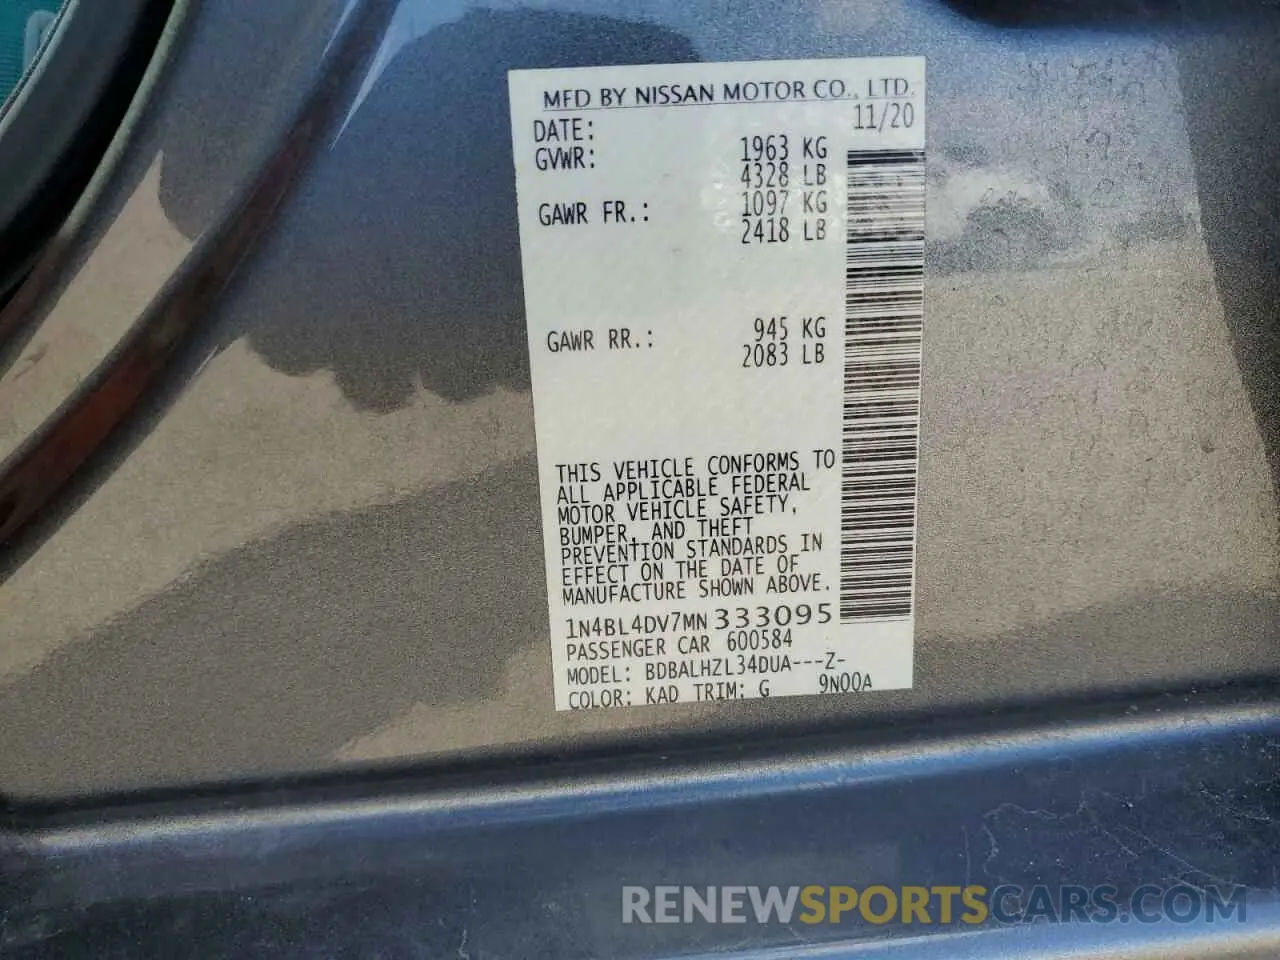 MFD BY NISSAN MOTOR CO., LTD.
DATE: 11/20
GVWR: 1963 KG
4328 LB
GAWR FR.: 1097 KG
2418 LB
GAWR RR.: 945 KG
2083 LB
THIS VEHICLE CONFORMS TO
ALL APPLICABLE FEDERAL
MOTOR VEHICLE SAFETY,
BUMPER, AND THEFT
PREVENTION STANDARDS IN
EFFECT ON THE DATE OF
MANUFACTURE SHOWN ABOVE.
1N4BL4DV7MN333095
PASSENGER CAR 600584
MODEL: BDBALHZL34DUA---Z-
COLOR: KAD TRIM: G 9N00A
RENEWSPORTSCARS.COM